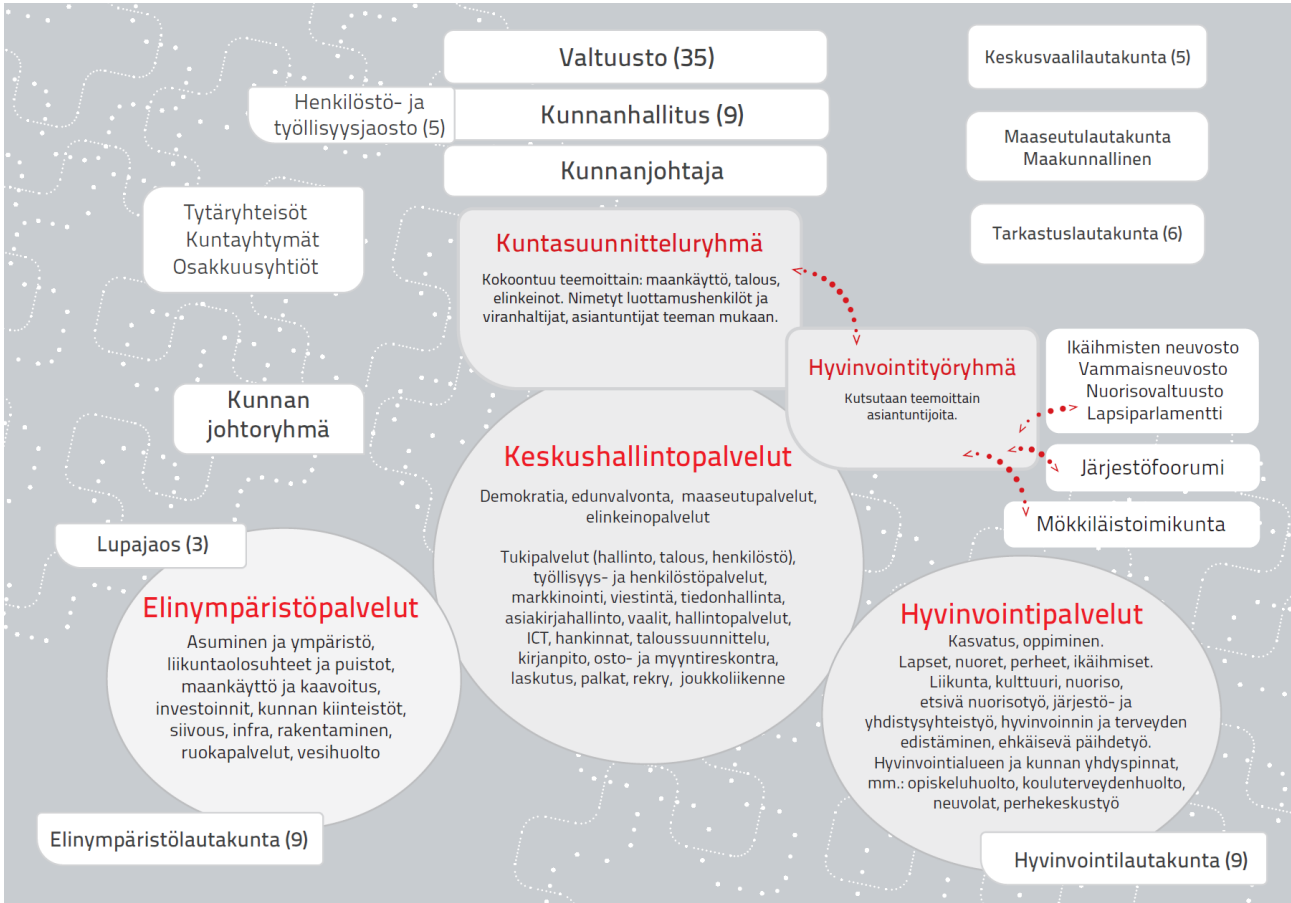 Valtuusto (35)
Keskusvaalilautakunta (5)
Henkilöstö- ja
työllisyysjaosto (5)
Kunnanhallitus (9)
Maaseutulautakunta
Maakunnallinen
Kunnanjohtaja
Tytäryhteisöt
Kuntayhtymät
Osakkuusyhtiöt
Tarkastuslautakunta (6)
Kuntasuunnitteluryhmä
Kokoontuu teemoittain: maankäyttö, talous,
elinkeinot. Nimetyt luottamushenkilöt ja
viranhaltijat, asiantuntijat teeman mukaan.
Hyvinvointityöryhmä
Kutsutaan teemoittain
asiantuntijoita.
Ikäihmisten neuvosto
Vammaisneuvosto
Nuorisovaltuusto
Lapsiparlamentti
Järjestöfoorumi
Mökkiläistoimikunta
Kunnan
johtoryhmä
Keskushallintopalvelut
Demokratia, edunvalvonta, maaseutupalvelut,
elinkeinopalvelut
Tukipalvelut (hallinto, talous, henkilöstö),
työllisyys- ja henkilöstöpalvelut,
markkinointi, viestintä, tiedonhallinta,
asiakirjahallinto, vaalit, hallintopalvelut,
ICT, hankinnat, taloussuunnittelu,
kirjanpito, osto- ja myyntireskontra,
laskutus, palkat, rekry, joukkoliikenne
Lupajaos (3)
Elinympäristöpalvelut
Asuminen ja ympäristö,
liikuntaolosuhteet ja puistot,
maankäyttö ja kaavoitus,
investoinnit, kunnan kiinteistöt,
siivous, infra, rakentaminen,
ruokapalvelut, vesihuolto
Elinympäristölautakunta (9)
Hyvinvointipalvelut
Kasvatus, oppiminen.
Lapset, nuoret, perheet, ikäihmiset.
Liikunta, kulttuuri, nuoriso,
etsivä nuorisotyö, järjestö- ja
yhdistysyhteistyö, hyvinvoinnin ja terveyden
edistäminen, ehkäisevä päihdetyö.
Hyvinvointialueen ja kunnan yhdyspinnat,
mm.: opiskeluhuolto, kouluterveydenhuolto,
neuvolat, perhekeskustyö
Hyvinvointilautakunta (9)